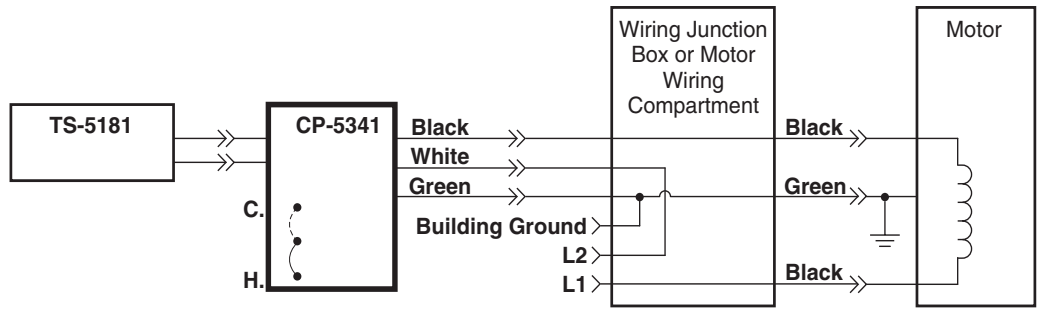 Wiring Junction
Box or Motor
Wiring
Compartment
Motor
TS-5181
CP-5341
Black
White
Green
Black
Green
C.
Building Ground
L2
H.
L1
Black